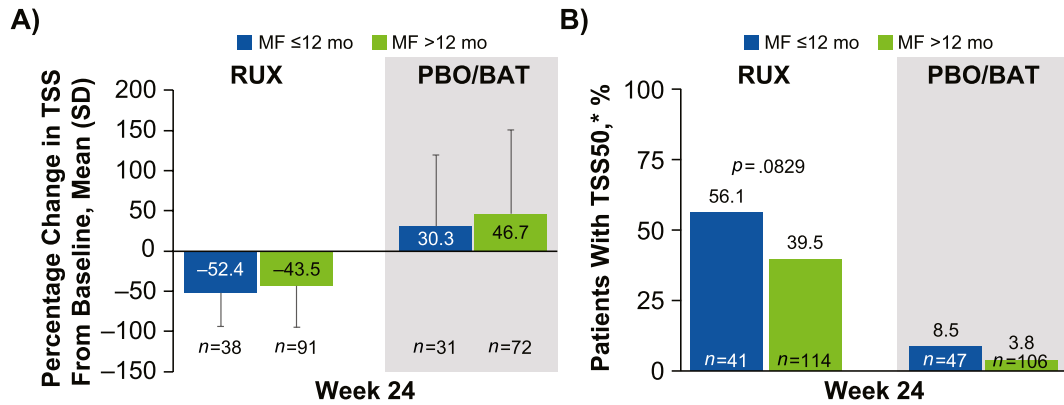 A)
MF ≤12 mo
MF >12 mo
RUX
PBO/BAT
Percentage Change in TSS
From Baseline, Mean (SD)
200
150
100
50
0
–50
–100
–150
–52.4
–43.5
30.3
46.7
n=38
n=91
n=31
n=72
Week 24
B)
MF ≤12 mo
MF >12 mo
RUX
PBO/BAT
Patients With TSS50,* %
100
75
50
25
0
p= .0829
56.1
39.5
8.5
3.8
n=41
n=114
n=47
n=106
Week 24